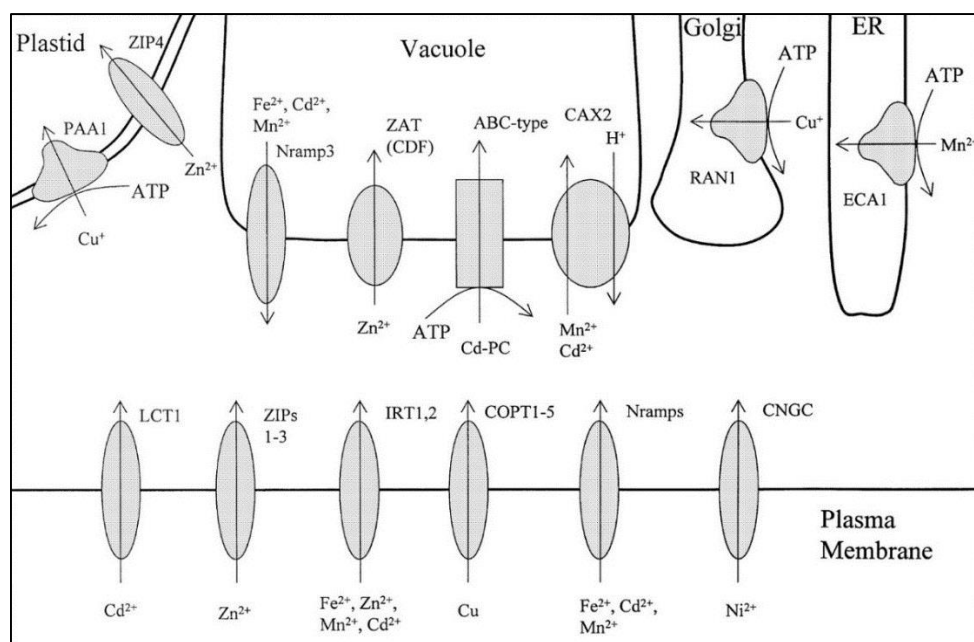 Plastid
ZIP4
PAA1
Zn²⁺
ATP
Cu⁺
Vacuole
Fe²⁺, Cd²⁺,
Mn²⁺
Nramp3
ZAT
(CDF)
Zn²⁺
ABC-type
ATP
Cd-PC
CAX2
H⁺
Mn²⁺
Cd²⁺
Golgi
ATP
Cu⁺
RAN1
ER
ATP
Mn²⁺
ECA1
LCT1
Cd²⁺
ZIPs
1-3
Zn²⁺
IRT1,2
Fe²⁺, Zn²⁺,
Mn²⁺, Cd²⁺
COPT1-5
Cu
Nramps
Fe²⁺, Cd²⁺,
Mn²⁺
CNGC
Ni²⁺
Plasma
Membrane